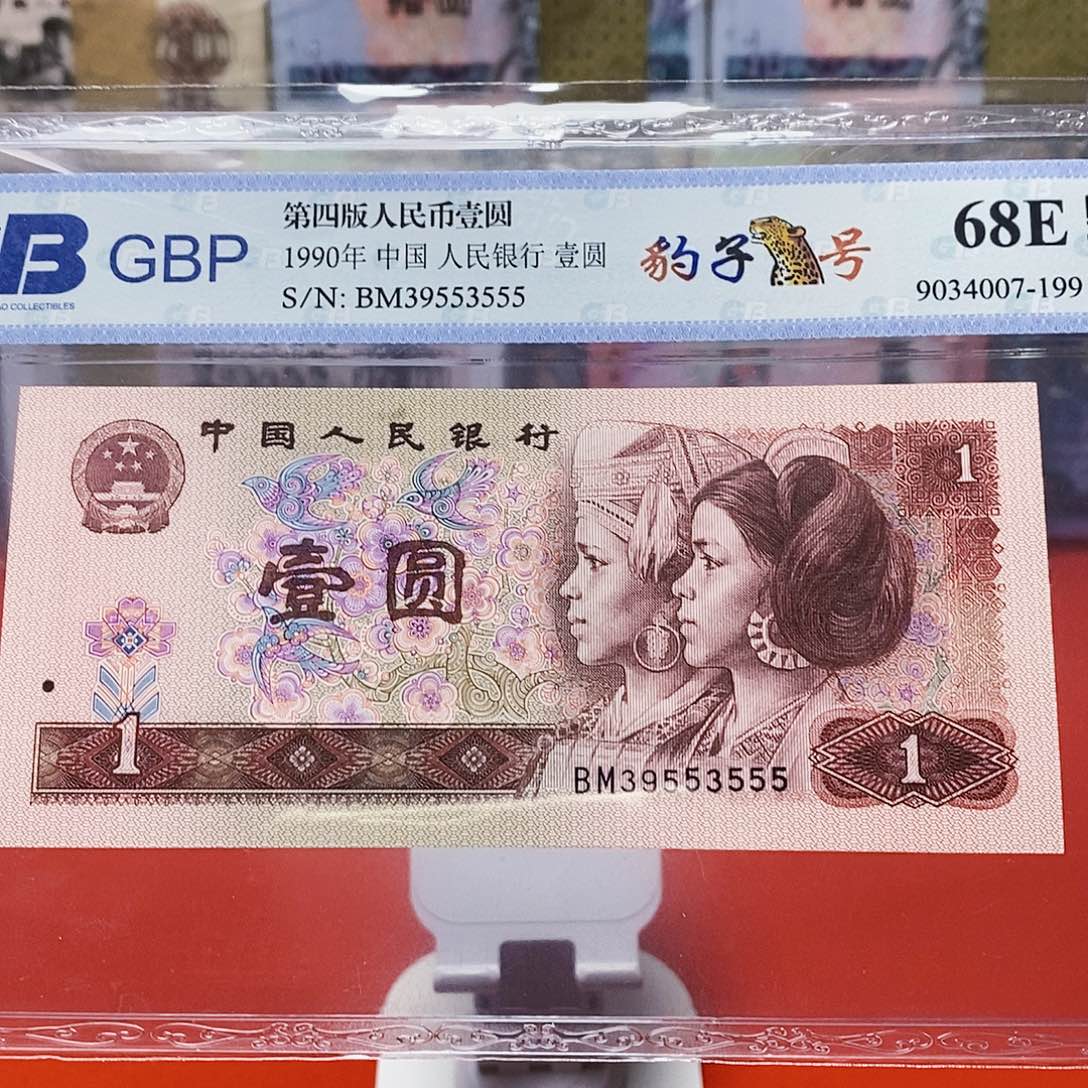 GBP
第四版人民币壹圆
1990年 中国 人民银行 壹圆
S/N: BM39553555
豹子号
68E
9034007-199
COLLECTIBLES
中国人民银行
1
壹圆
1
1
BM39553555